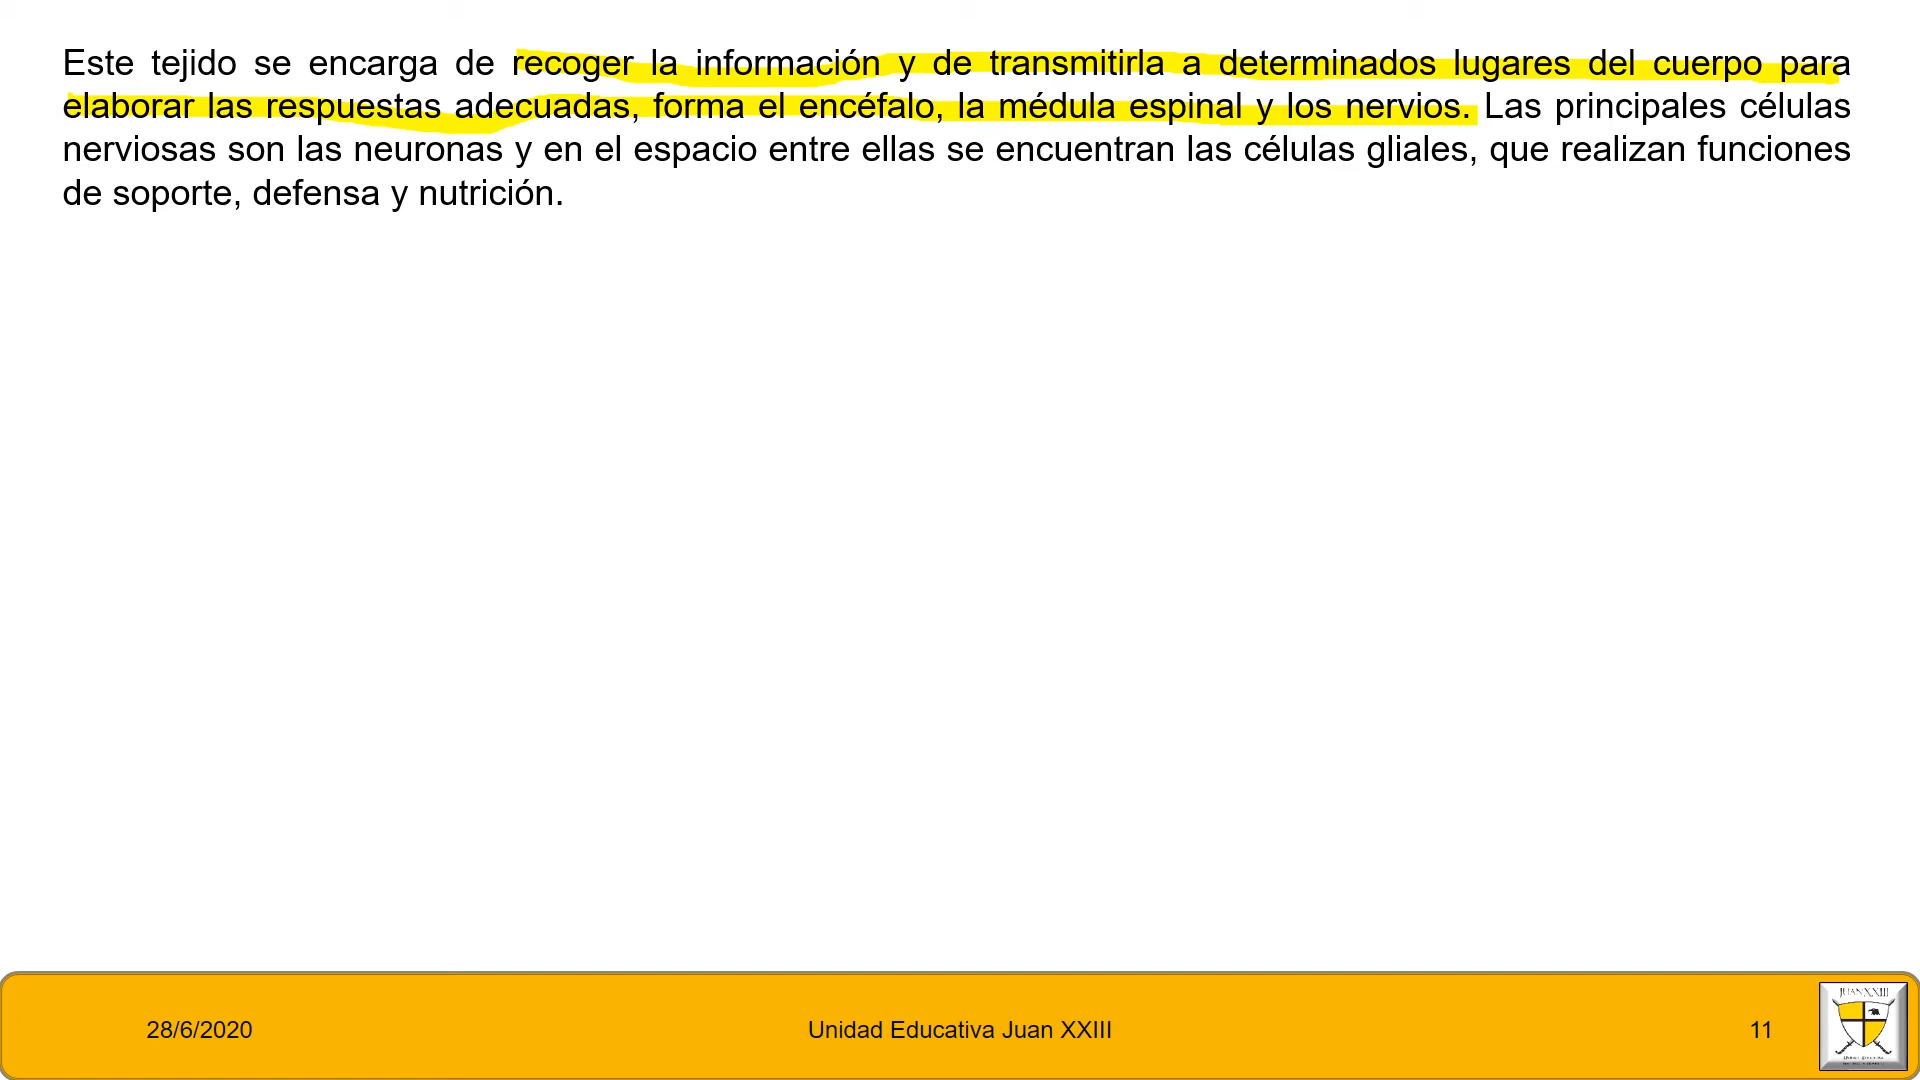 Este tejido se encarga de recoger la información y de transmitirla a determinados lugares del cuerpo para
elaborar las respuestas adecuadas, forma el encéfalo, la médula espinal y los nervios. Las principales células
nerviosas son las neuronas y en el espacio entre ellas se encuentran las células gliales, que realizan funciones
de soporte, defensa y nutrición.
28/6/2020
Unidad Educativa Juan XXIII
11
JUAN XXIII